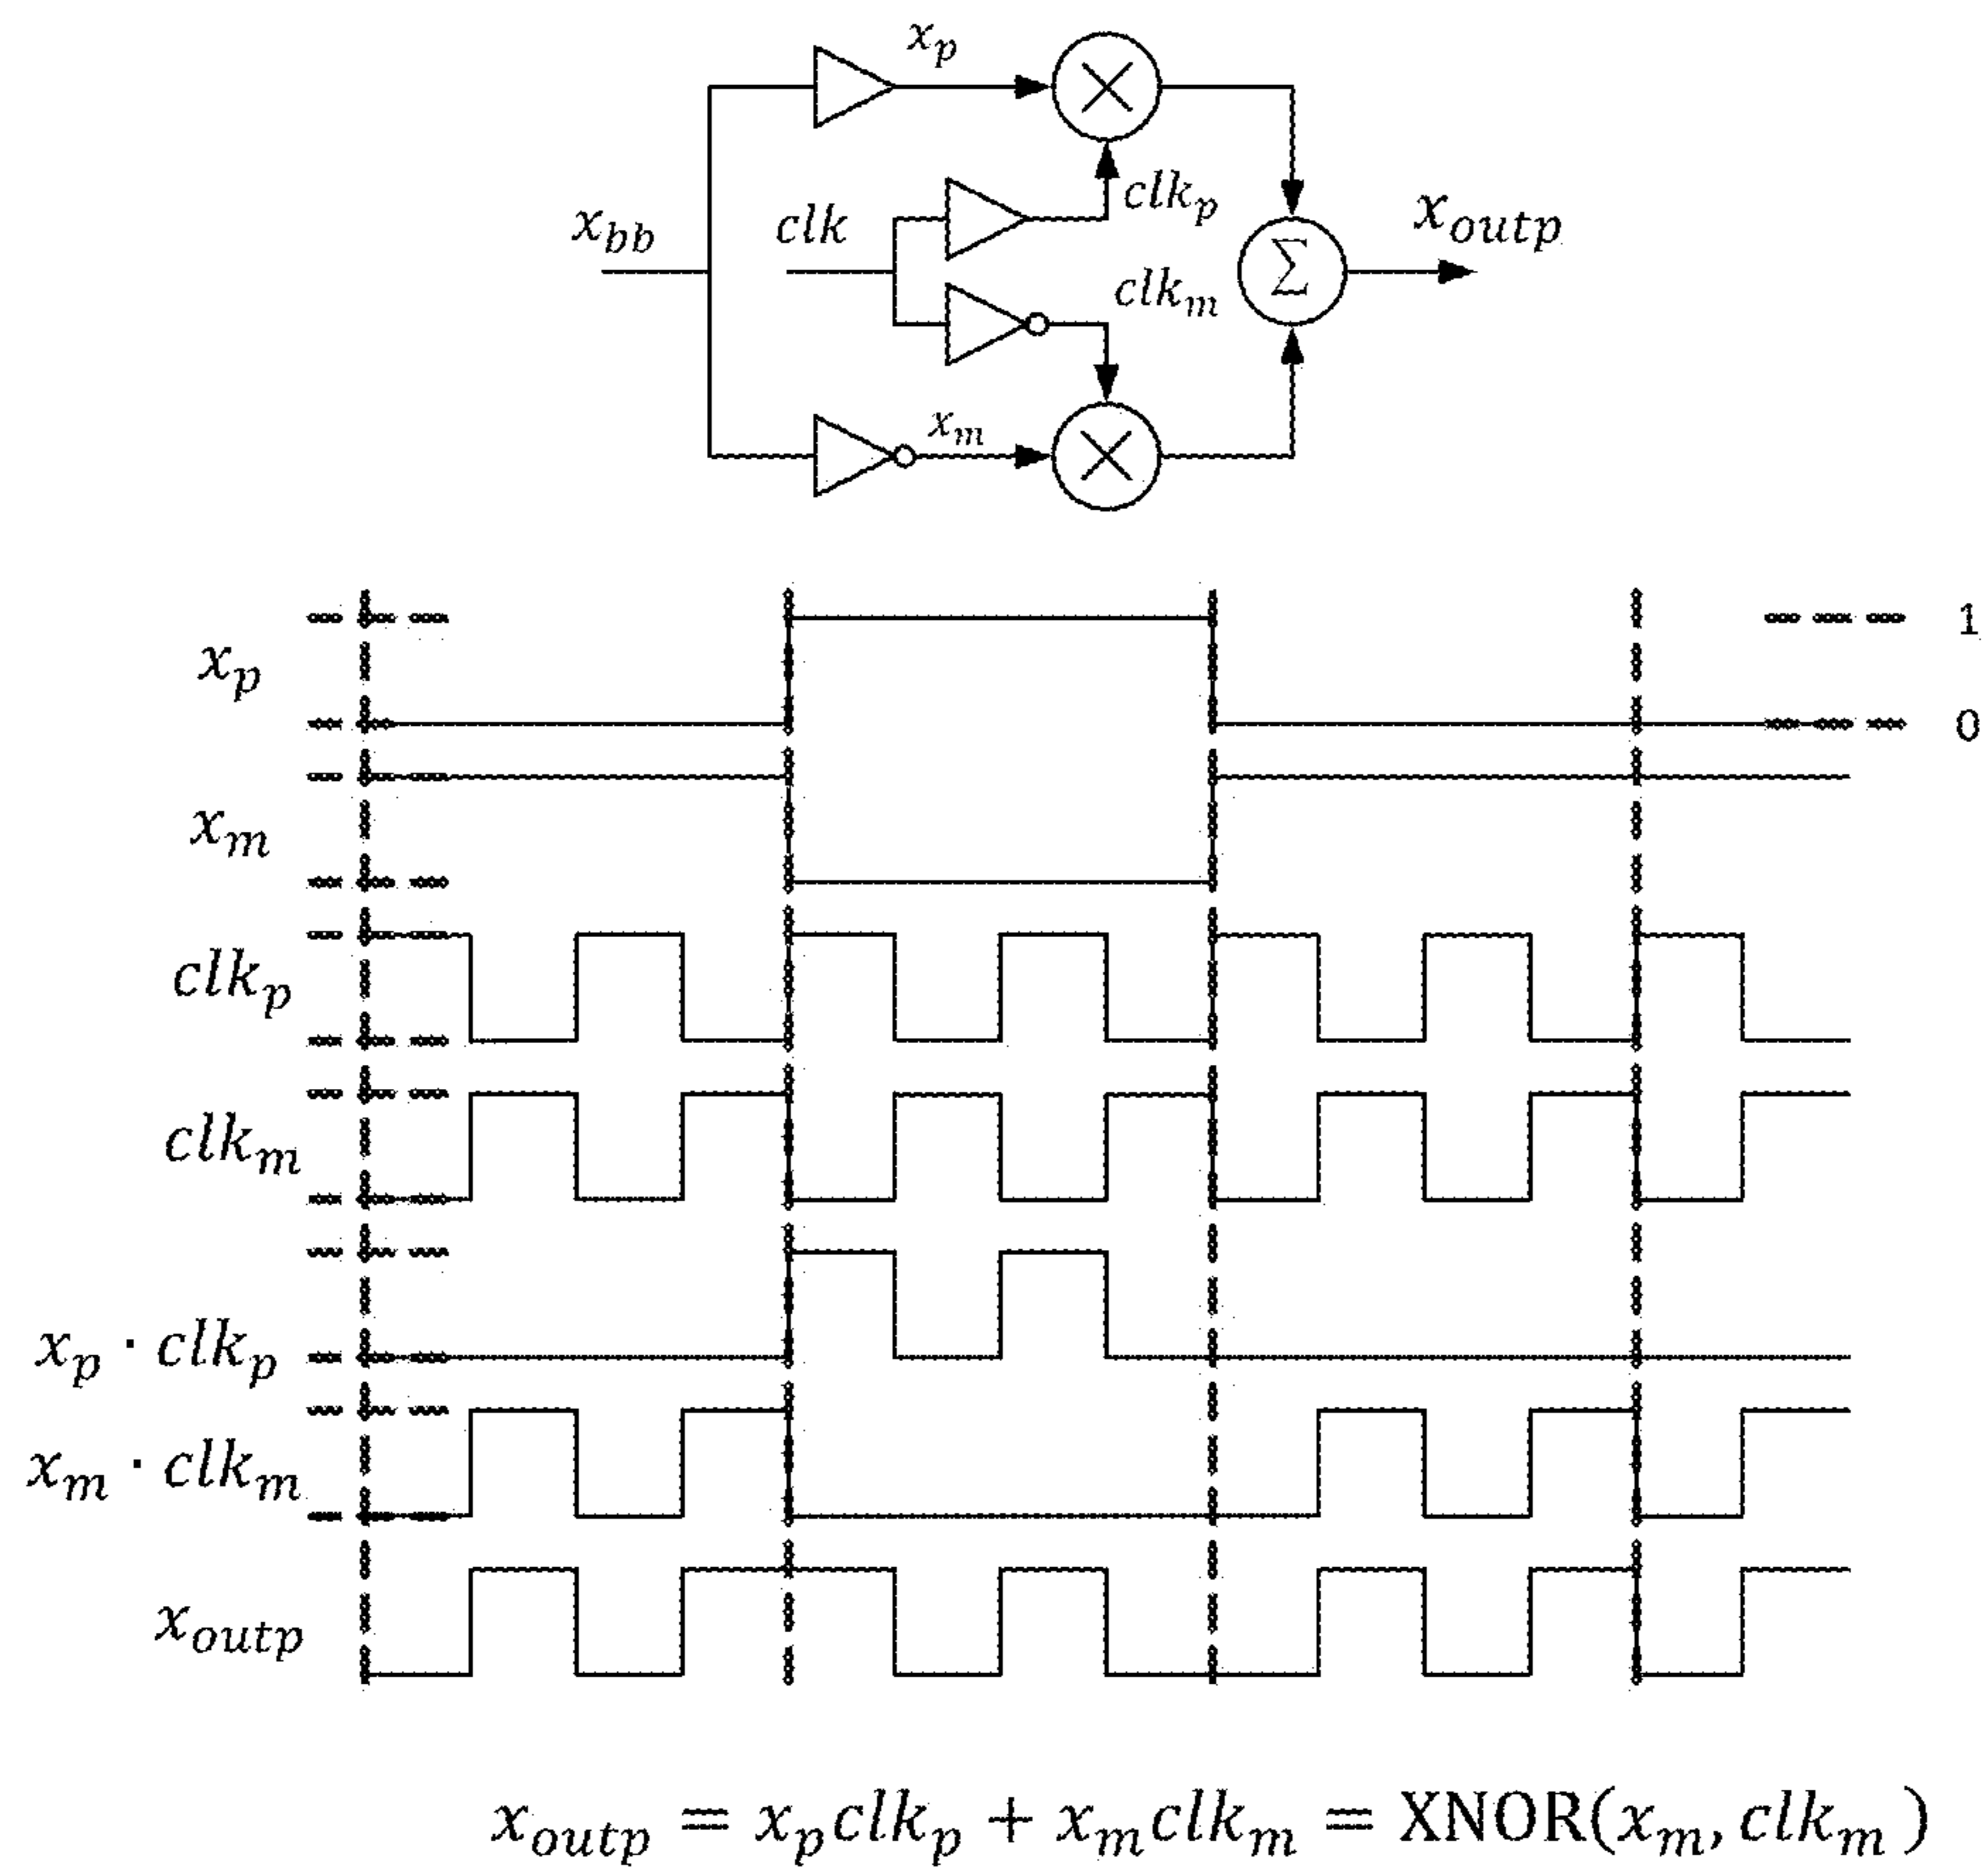 x_p
clk_p
x_bb clk x_outp
clk_m
x_m
1
x_p
0
x_m
clk_p
clk_m
x_p · clk_p
x_m · clk_m
x_outp
x_outp = x_p clk_p + x_m clk_m = XNOR(x_m, clk_m)